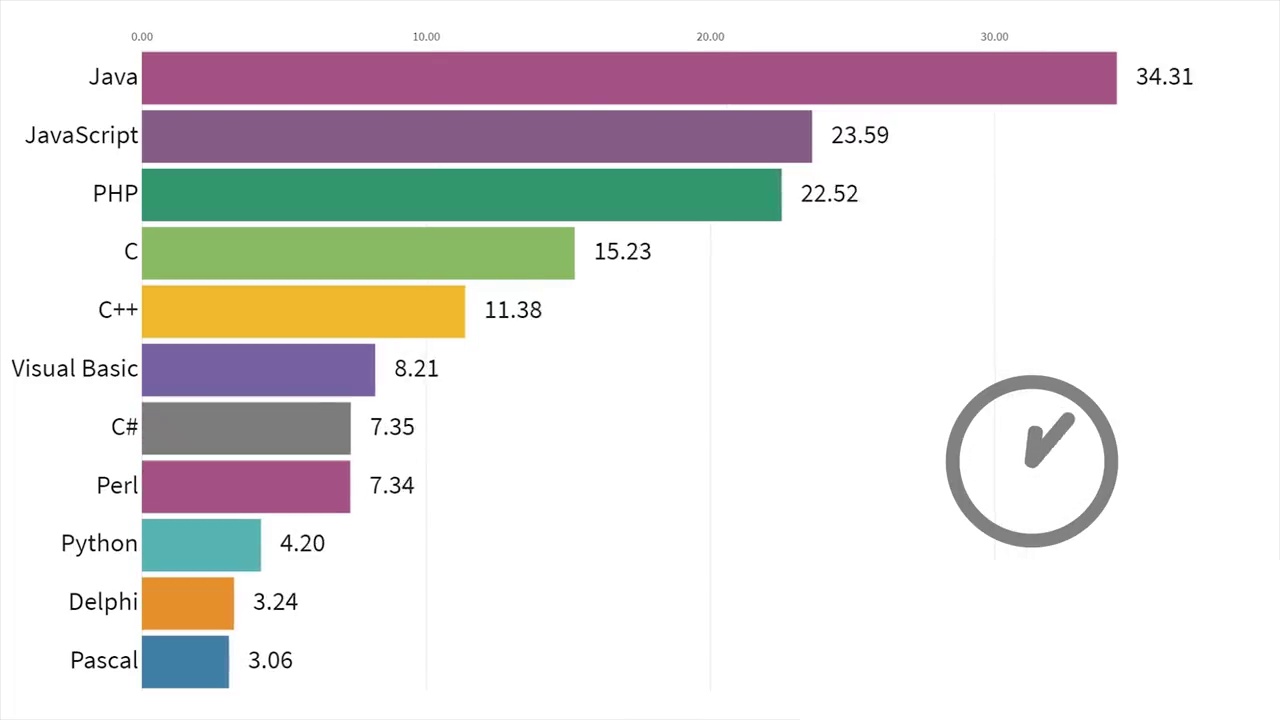 0.00 10.00 20.00 30.00
Java 34.31
JavaScript 23.59
PHP 22.52
C 15.23
C++ 11.38
Visual Basic 8.21
C# 7.35
Perl 7.34
Python 4.20
Delphi 3.24
Pascal 3.06